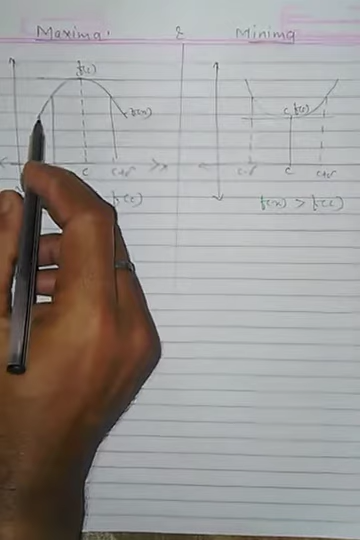 Maxima & Minima
f(c)
f(x)
c c+δ
f(c)
c f(c)
c-δ c c+δ
f(x) > f(c)